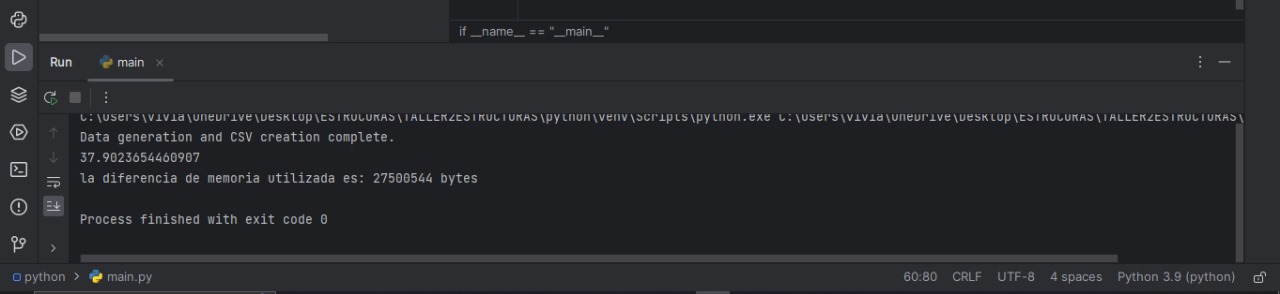 if __name__ == "__main__"
Run main
C:\Users\vivia\OneDrive\Desktop\ESTRUCURAS\TALLER2ESTRUCTURAS\python\venv\Scripts\python.exe C:\Users\vivia\OneDrive\Desktop\ESTRUCURAS\TALLER2ESTRUCTURAS\
Data generation and CSV creation complete.
37.9023654460907
la diferencia de memoria utilizada es: 27500544 bytes
Process finished with exit code 0
python > main.py 60:80 CRLF UTF-8 4 spaces Python 3.9 (python)